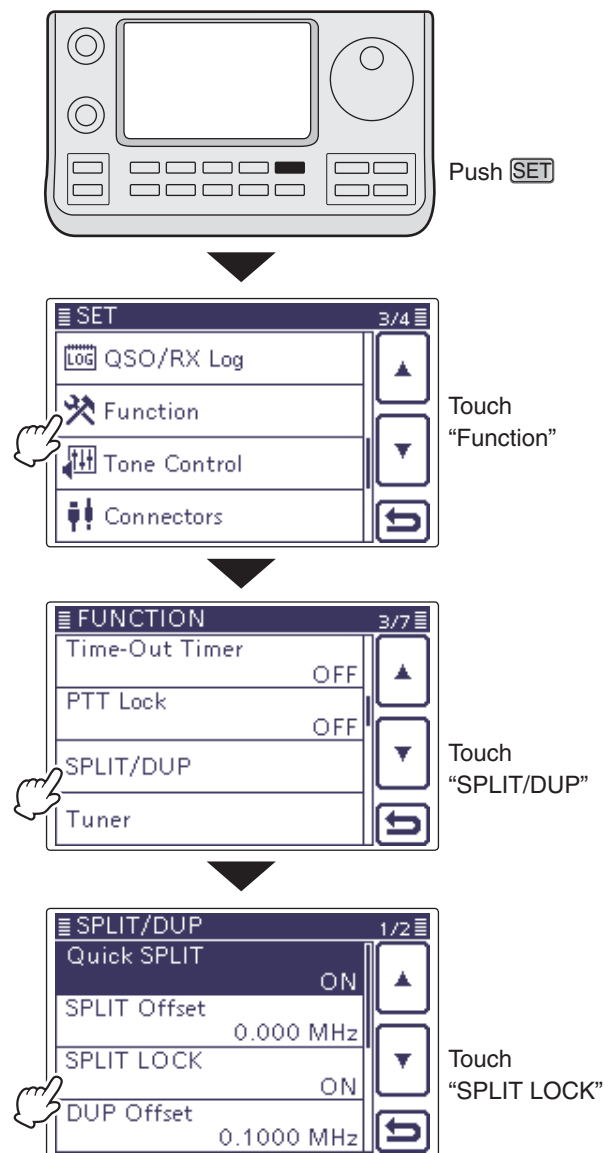 Push SET
SET 3/4
LOG QSO/RX Log
Function
Tone Control
Connectors
Touch
“Function”
FUNCTION 3/7
Time-Out Timer
OFF
PTT Lock
OFF
SPLIT/DUP
Tuner
Touch
“SPLIT/DUP”
SPLIT/DUP 1/2
Quick SPLIT
ON
SPLIT Offset
0.000 MHz
SPLIT LOCK
ON
DUP Offset
0.1000 MHz
Touch
“SPLIT LOCK”